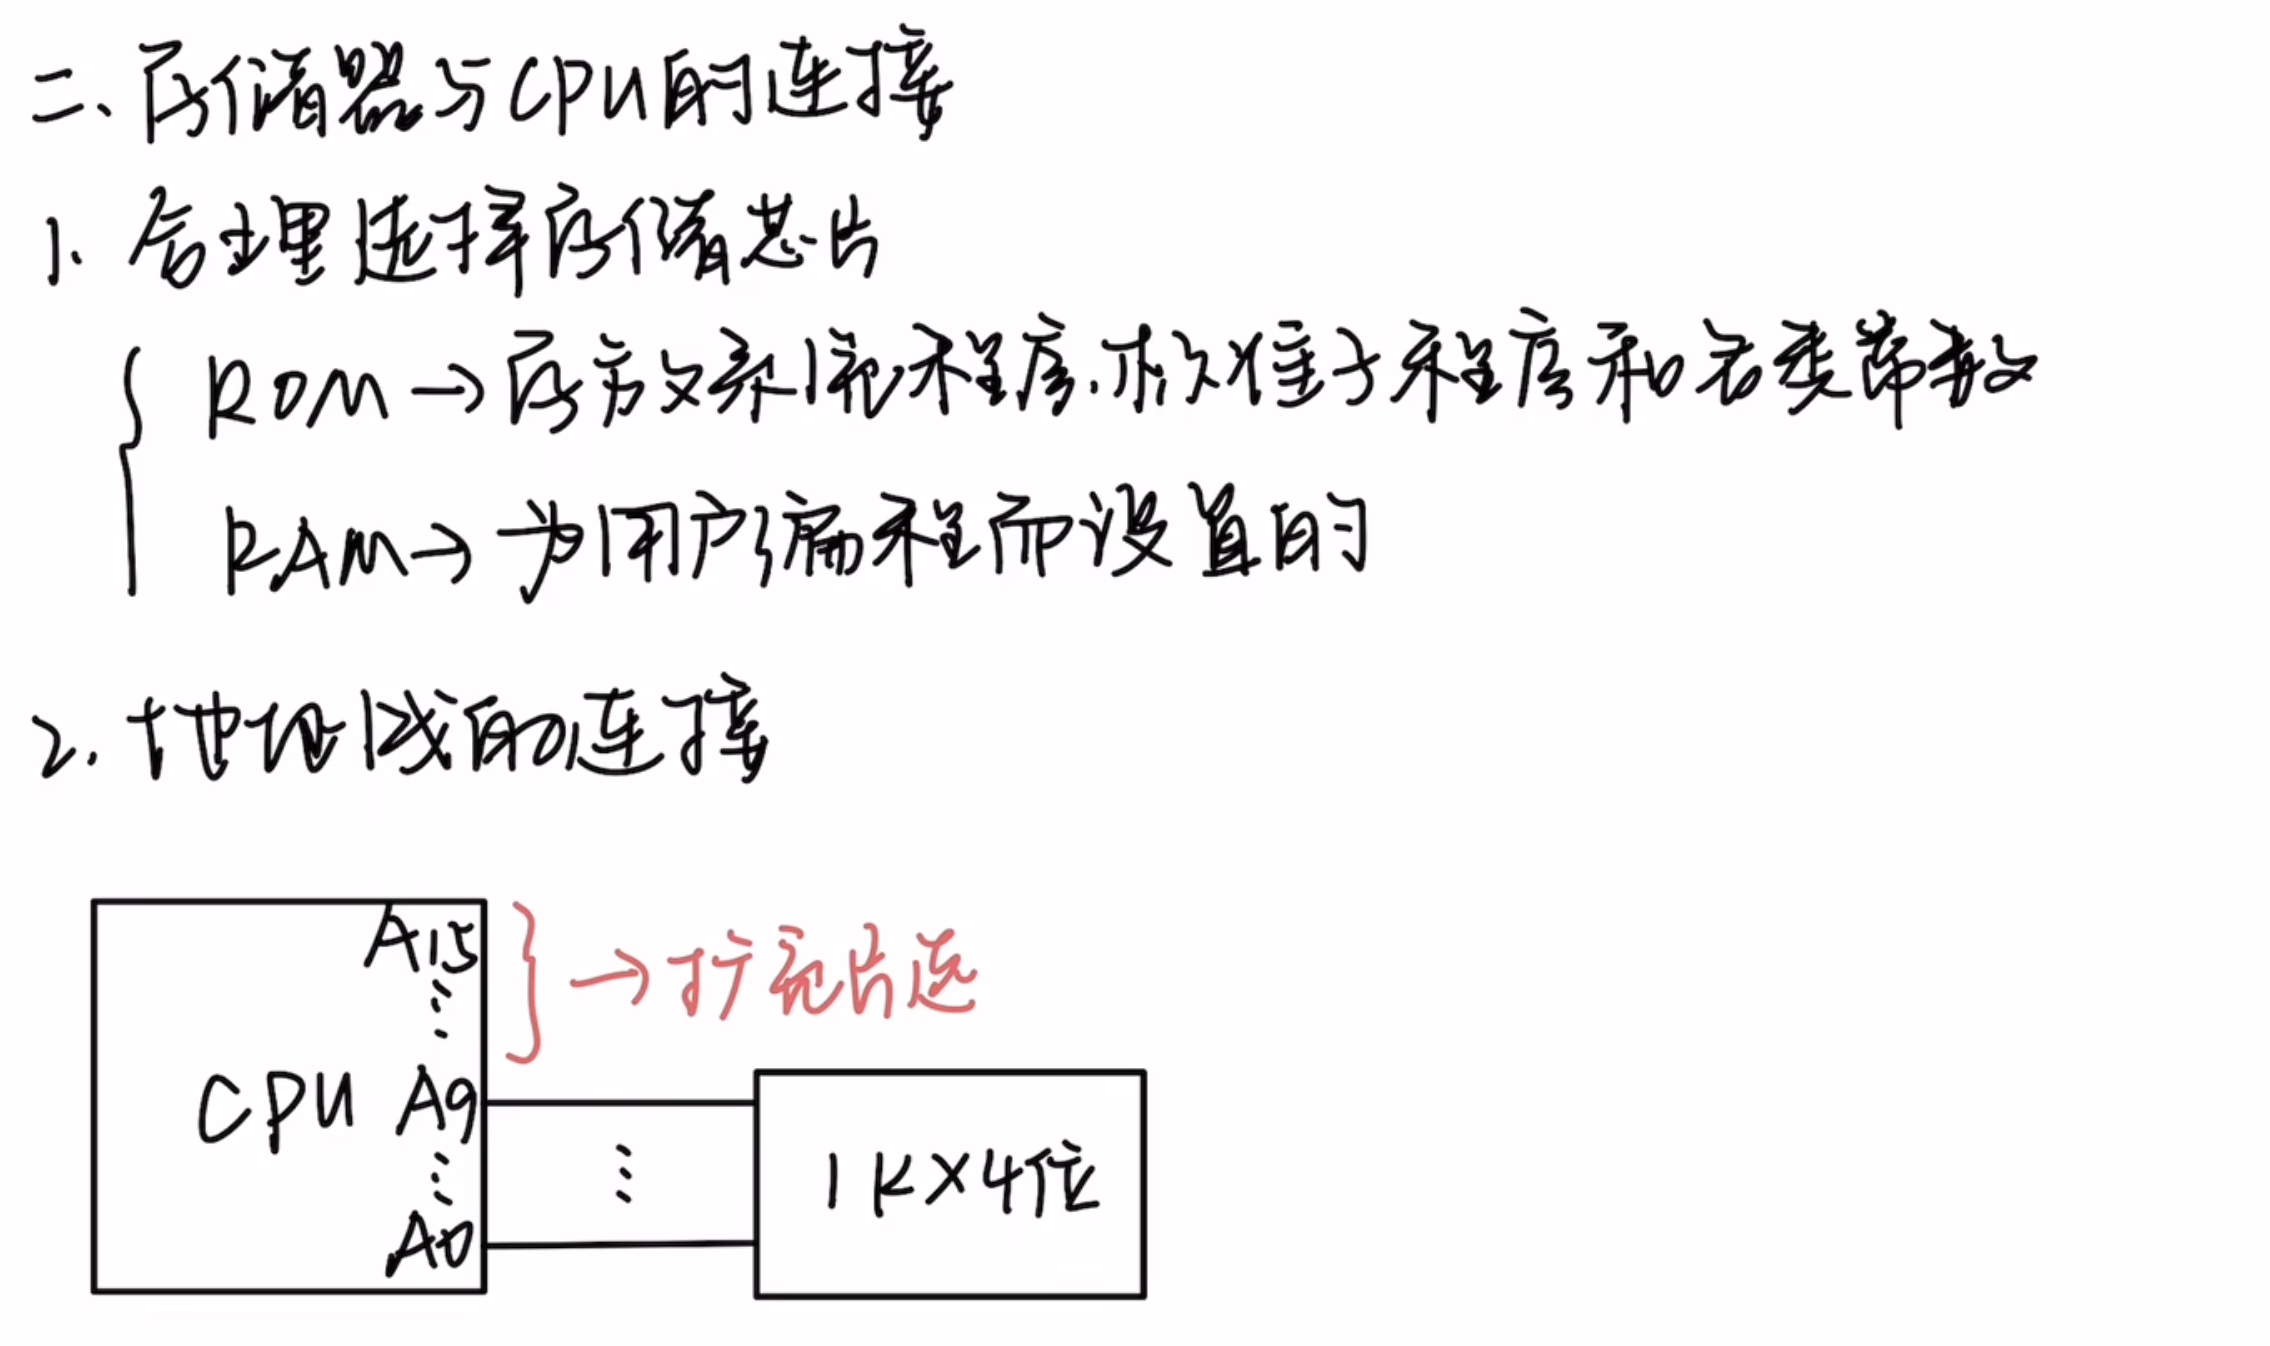 二、存储器与CPU的连接
1、合理选择存储芯片
ROM→存放系统程序、标准子程序和各类常数
RAM→为用户编程而设置的
2、地址线的连接
A15
→扩充片选
⋮
CPU A9
⋮ ⋮
1K×4位
A0